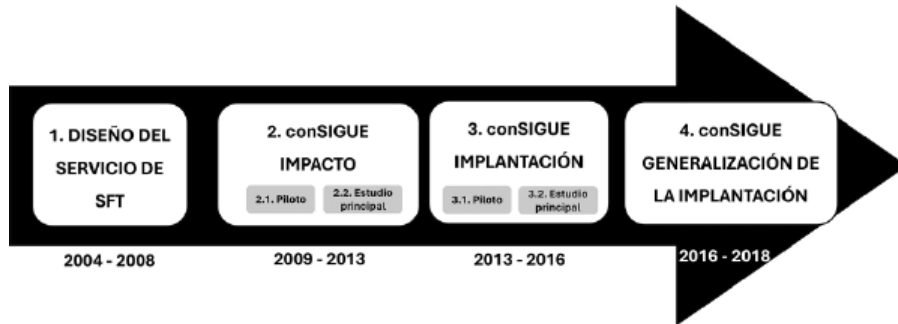 1. DISEÑO DEL
SERVICIO DE
SFT
2004 - 2008
2. conSIGUE
IMPACTO
2.1. Piloto
2.2. Estudio
principal
2009 - 2013
3. conSIGUE
IMPLANTACIÓN
3.1. Piloto
3.2. Estudio
principal
2013 - 2016
4. conSIGUE
GENERALIZACIÓN DE
LA IMPLANTACIÓN
2016 - 2018